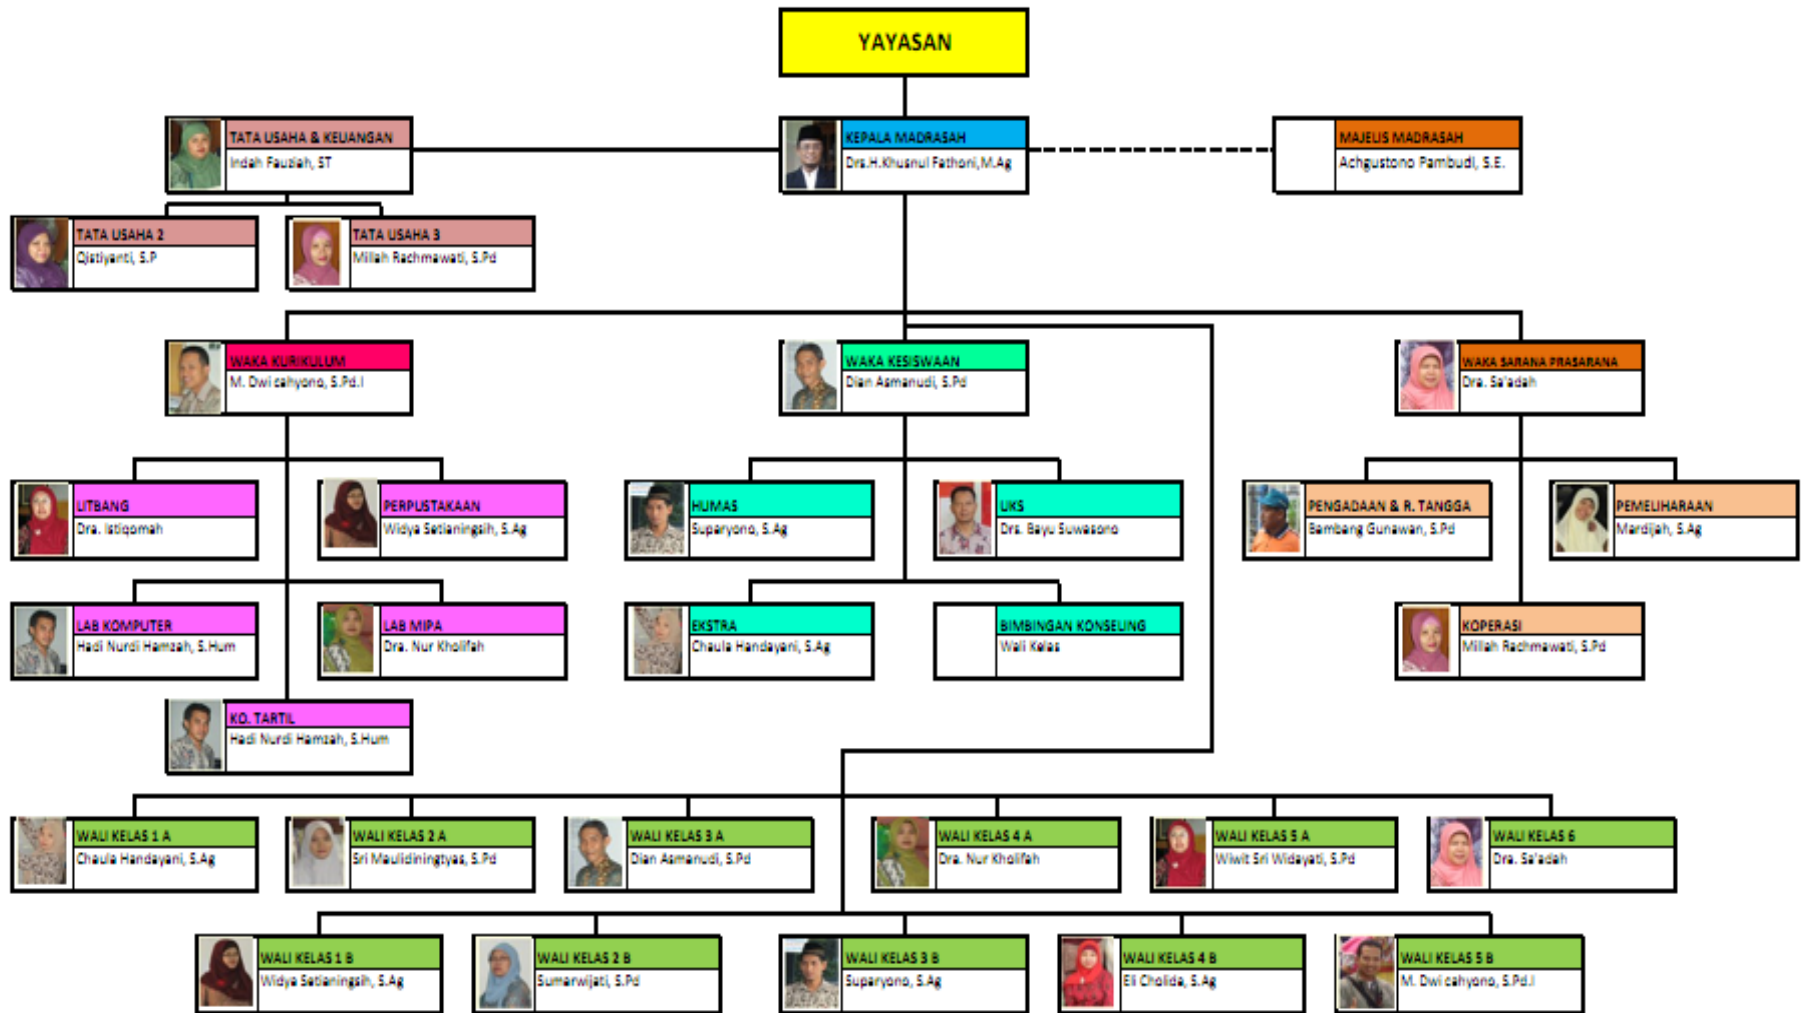 YAYASAN
TATA USAHA & KEUANGAN
Indah Fauziah, ST
KEPALA MADRASAH
Drs.H.Khusnul Fathoni,M.Ag
MAJELIS MADRASAH
Achgustono Pambudi, S.E.
TATA USAHA 2
Qistiyanti, S.P
TATA USAHA 3
Millah Rachmawati, S.Pd
WAKA KURIKULUM
M. Dwi cahyono, S.Pd.I
WAKA KESISWAAN
Dian Asmanudi, S.Pd
WAKA SARANA PRASARANA
Dra. Sa'adah
LITBANG
Dra. Istiqomah
PERPUSTAKAAN
Widya Setianingsih, S.Ag
HUMAS
Suparyono, S.Ag
UKS
Drs. Bayu Suwasono
PENGADAAN & R. TANGGA
Bambang Gunawan, S.Pd
PEMELIHARAAN
Mardijah, S.Ag
LAB KOMPUTER
Hadi Nurdi Hamzah, S.Hum
LAB MIPA
Dra. Nur Kholifah
EKSTRA
Chaula Handayani, S.Ag
BIMBINGAN KONSELING
Wali Kelas
KOPERASI
Millah Rachmawati, S.Pd
KO. TARTIL
Hadi Nurdi Hamzah, S.Hum
WALI KELAS 1 A
Chaula Handayani, S.Ag
WALI KELAS 2 A
Sri Maulidiningtyas, S.Pd
WALI KELAS 3 A
Dian Asmanudi, S.Pd
WALI KELAS 4 A
Dra. Nur Kholifah
WALI KELAS 5 A
Wiwit Sri Widayati, S.Pd
WALI KELAS 6
Dra. Sa'adah
WALI KELAS 1 B
Widya Setianingsih, S.Ag
WALI KELAS 2 B
Sumarwijati, S.Pd
WALI KELAS 3 B
Suparyono, S.Ag
WALI KELAS 4 B
Eli Cholida, S.Ag
WALI KELAS 5 B
M. Dwi cahyono, S.Pd.I